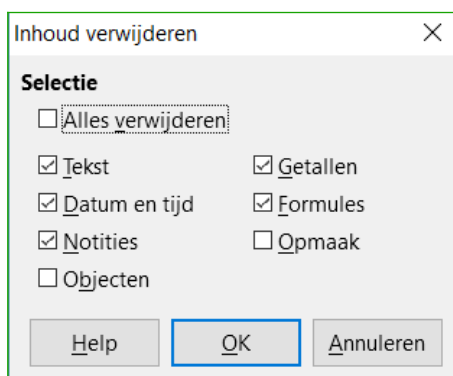 Inhoud verwijderen
Selectie
Alles verwijderen
Tekst Getallen
Datum en tijd Formules
Notities Opmaak
Objecten
Help OK Annuleren